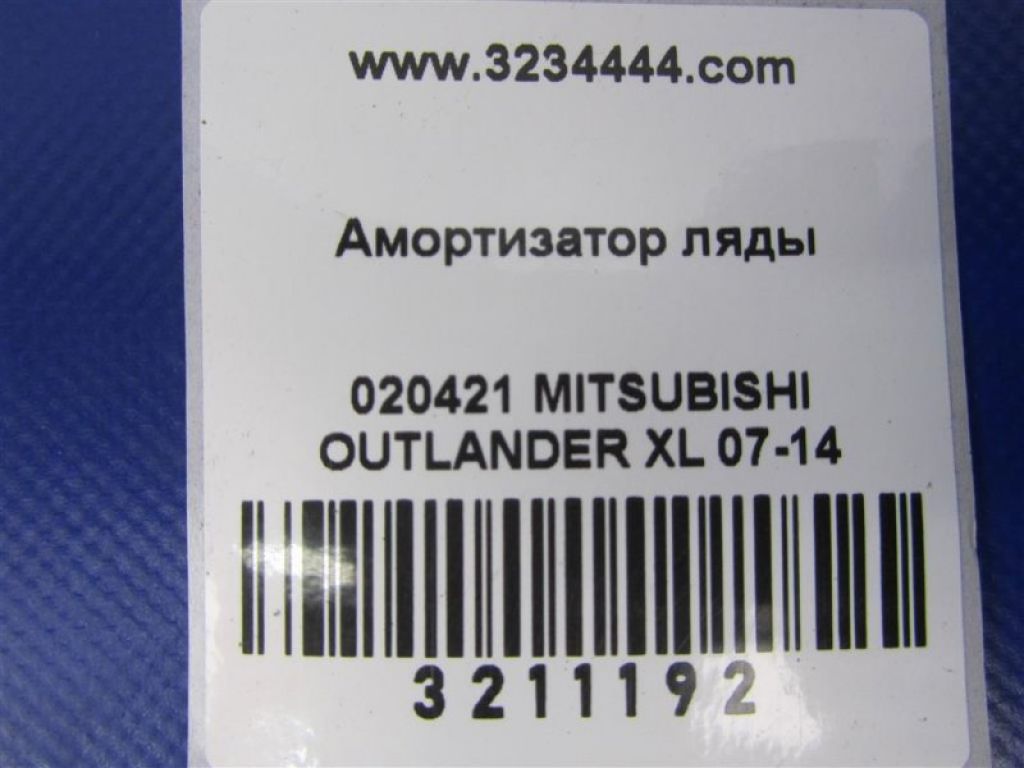 www.3234444.com
Амортизатор ляды
020421 MITSUBISHI
OUTLANDER XL 07-14
3211192